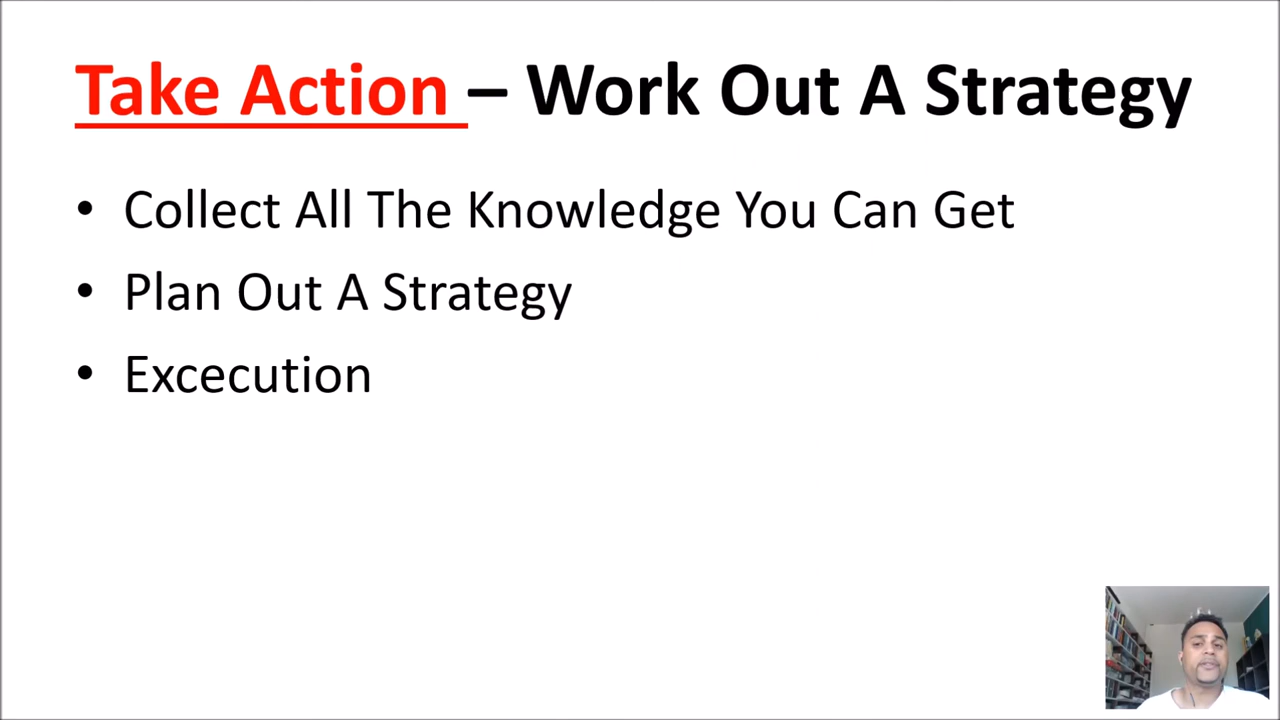 Take Action – Work Out A Strategy
• Collect All The Knowledge You Can Get
• Plan Out A Strategy
• Excecution